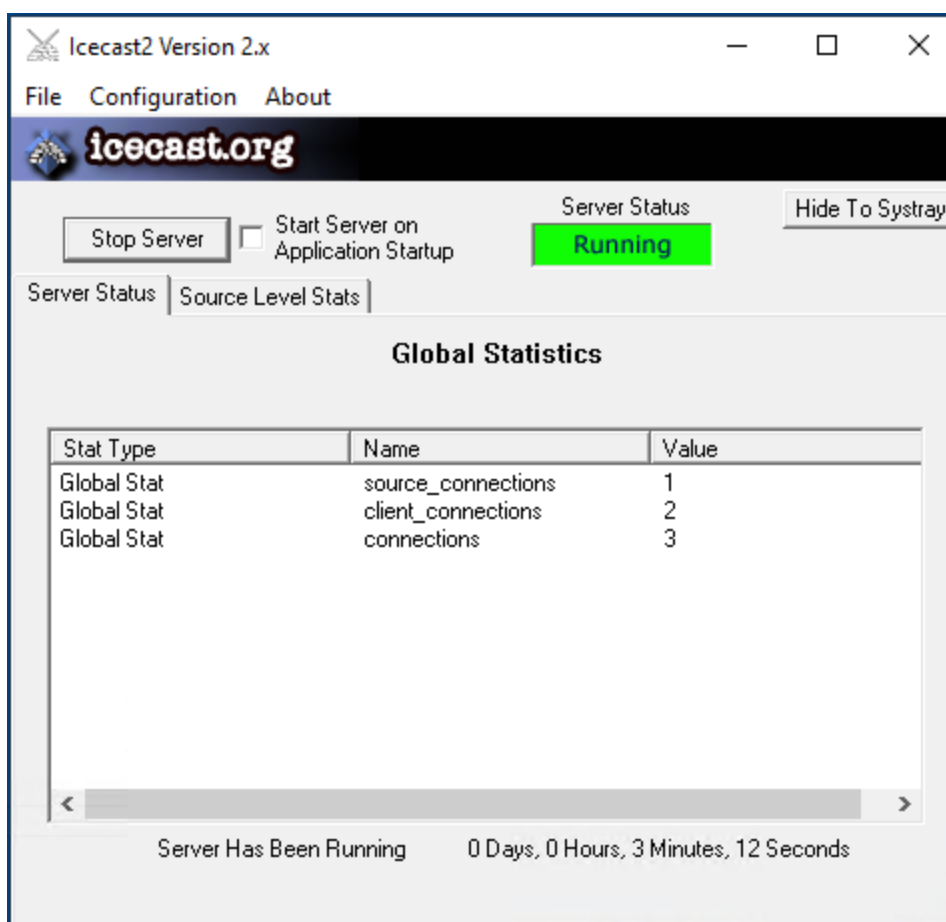 Icecast2 Version 2.x
File Configuration About
icecast.org
Stop Server
Start Server on
Application Startup
Server Status
Running
Hide To Systray
Server Status Source Level Stats
Global Statistics
Stat Type Name Value
Global Stat source_connections 1
Global Stat client_connections 2
Global Stat connections 3
Server Has Been Running 0 Days, 0 Hours, 3 Minutes, 12 Seconds